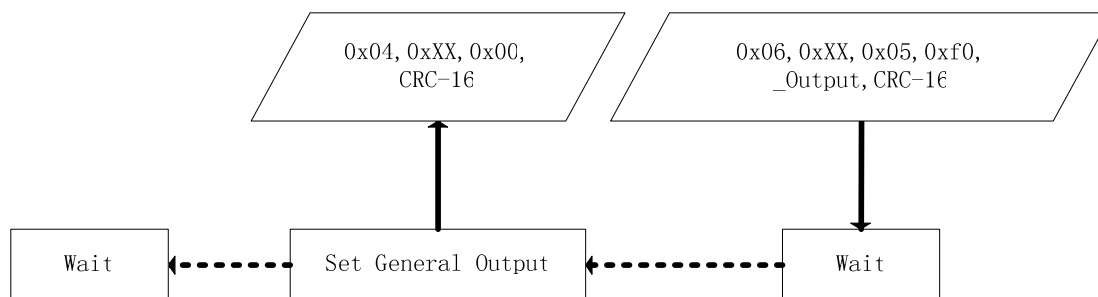 0x04,0xXX,0x00,
CRC-16
0x06,0xXX,0x05,0xf0,
_Output,CRC-16
Wait
Set General Output
Wait